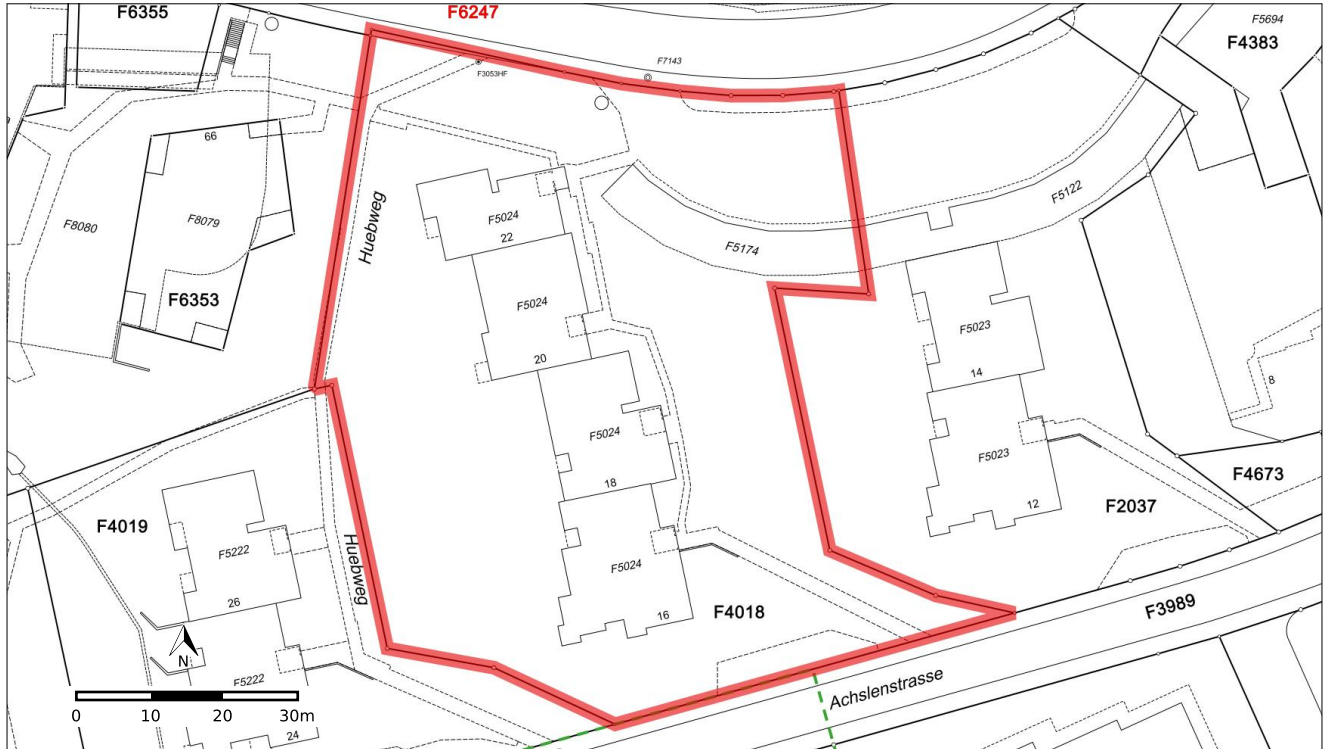 F6355
F6247
F5694
F4383
F7143
F3053HF
66
Huebweg
F5024
22
F5122
F8080
F8079
F5174
F6353
F5024
20
F5023
14
8
F5024
18
F5023
12
F4673
F2037
F4019
F5222
Huebweg
F5024
26
16
F4018
F3989
N
F5222
Achslenstrasse
24
0 10 20 30m